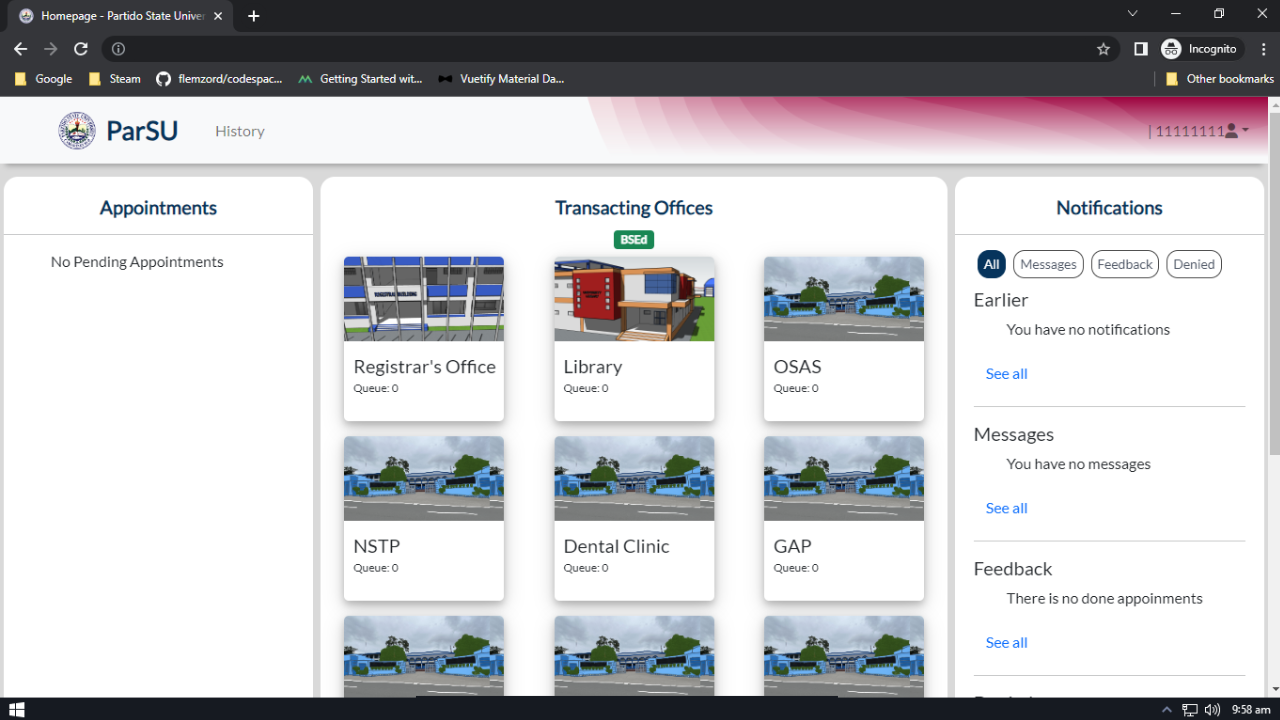 Homepage - Partido State Univer
Incognito
Google
Steam
flemzord/codespac...
Getting Started wit...
Vuetify Material Da...
Other bookmarks
ParSU
History
| 11111111
Appointments
No Pending Appointments
Transacting Offices
BSEd
REGISTRAR BUILDING
Registrar's Office
Queue: 0
Library
Queue: 0
OSAS
Queue: 0
NSTP
Queue: 0
Dental Clinic
Queue: 0
GAP
Queue: 0
Notifications
All
Messages
Feedback
Denied
Earlier
You have no notifications
See all
Messages
You have no messages
See all
Feedback
There is no done appoinments
See all
9:58 am